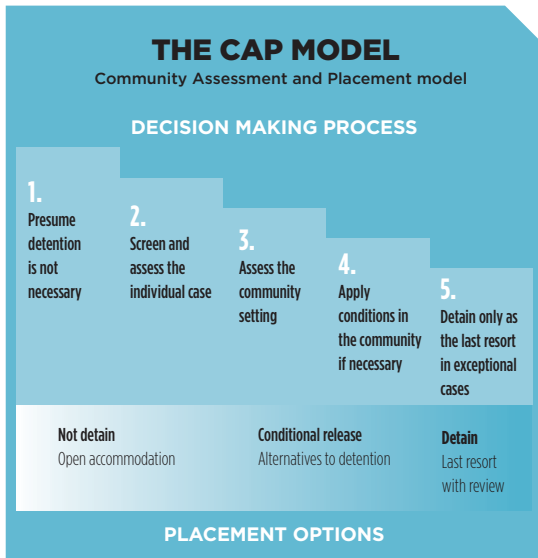 THE CAP MODEL
Community Assessment and Placement model
DECISION MAKING PROCESS
1.
Presume
detention
is not
necessary
2.
Screen and
assess the
individual case
3.
Assess the
community
setting
4.
Apply
conditions in
the community
if necessary
5.
Detain only as
the last resort
in exceptional
cases
Not detain
Open accommodation
Conditional release
Alternatives to detention
Detain
Last resort
with review
PLACEMENT OPTIONS